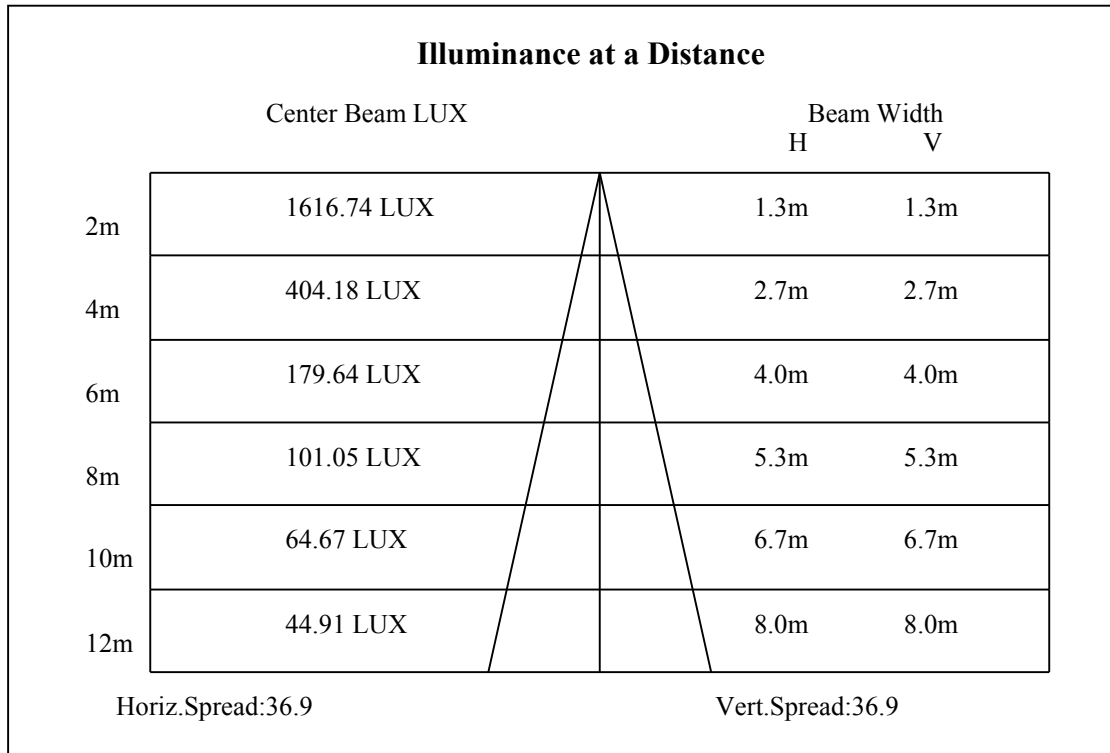 Illuminance at a Distance
Center Beam LUX Beam Width
H V
2m 1616.74 LUX 1.3m 1.3m
4m 404.18 LUX 2.7m 2.7m
6m 179.64 LUX 4.0m 4.0m
8m 101.05 LUX 5.3m 5.3m
10m 64.67 LUX 6.7m 6.7m
12m 44.91 LUX 8.0m 8.0m
Horiz.Spread:36.9 Vert.Spread:36.9